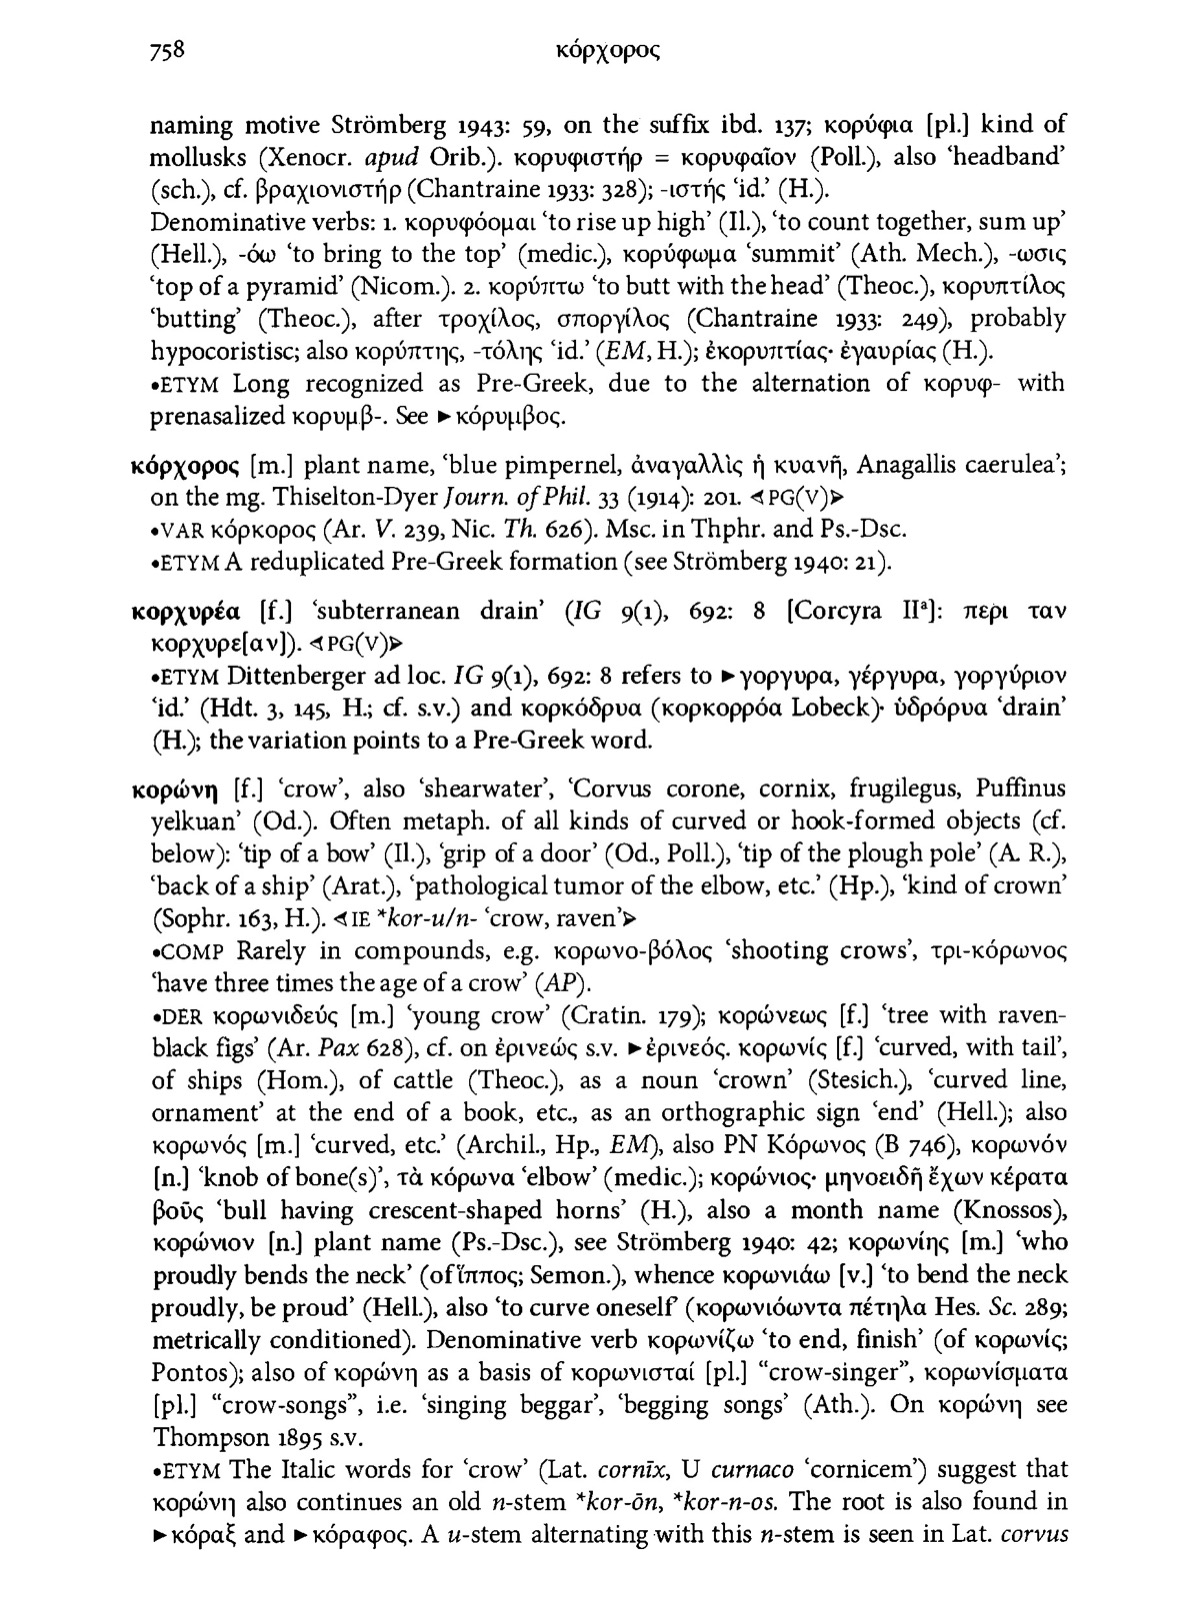 758
κόρχορος
naming motive Strömberg 1943: 59, on the suffix ibd. 137; κορύφια [pl.] kind of
mollusks (Xenocr. apud Orib.). κορυφιστήρ = κορυφαῖον (Poll.), also ‘headband’
(sch.), cf. βραχιονιστήρ (Chantraine 1933: 328); -ιστής ‘id.’ (H.).
Denominative verbs: 1. κορυφόομαι ‘to rise up high’ (Il.), ‘to count together, sum up’
(Hell.), -όω ‘to bring to the top’ (medic.), κορύφωμα ‘summit’ (Ath. Mech.), -ωσις
‘top of a pyramid’ (Nicom.). 2. κορύπτω ‘to butt with the head’ (Theoc.), κορυπτίλος
‘butting’ (Theoc.), after τροχίλος, σποργίλος (Chantraine 1933: 249), probably
hypocoristisc; also κορύπτης, -τόλης ‘id.’ (EM, H.); ἐκορυπτίας· ἐγαυρίας (H.).
•ETYM Long recognized as Pre-Greek, due to the alternation of κορυφ- with
prenasalized κορυμβ-. See ►κόρυμβος.
κόρχορος [m.] plant name, ‘blue pimpernel, ἀναγαλλὶς ἡ κυανῆ, Anagallis caerulea’;
on the mg. Thiselton-Dyer Journ. of Phil. 33 (1914): 201. ⊲PG(V)⊳
•VAR κόρκορος (Ar. V. 239, Nic. Th. 626). Msc. in Thphr. and Ps.-Dsc.
•ETYM A reduplicated Pre-Greek formation (see Strömberg 1940: 21).
κορχυρέα [f.] ‘subterranean drain’ (IG 9(1), 692: 8 [Corcyra IIª]: περι ταν
κορχυρε[αν]). ⊲PG(V)⊳
•ETYM Dittenberger ad loc. IG 9(1), 692: 8 refers to ►γοργυρα, γέργυρα, γοργύριον
‘id.’ (Hdt. 3, 145, H.; cf. s.v.) and κορκόδρυα (κορκορρόα Lobeck)· ὑδρόρυα ‘drain’
(H.); the variation points to a Pre-Greek word.
κορώνη [f.] ‘crow’, also ‘shearwater’, ‘Corvus corone, cornix, frugilegus, Puffinus
yelkuan’ (Od.). Often metaph. of all kinds of curved or hook-formed objects (cf.
below): ‘tip of a bow’ (Il.), ‘grip of a door’ (Od., Poll.), ‘tip of the plough pole’ (A. R.),
‘back of a ship’ (Arat.), ‘pathological tumor of the elbow, etc.’ (Hp.), ‘kind of crown’
(Sophr. 163, H.). ⊲IE *kor-u/n- ‘crow, raven’⊳
•COMP Rarely in compounds, e.g. κορωνο-βόλος ‘shooting crows’, τρι-κόρωνος
‘have three times the age of a crow’ (AP).
•DER κορωνιδεύς [m.] ‘young crow’ (Cratin. 179); κορώνεως [f.] ‘tree with raven-
black figs’ (Ar. Pax 628), cf. on ἐρινεώς s.v. ►ἐρινεός. κορωνίς [f.] ‘curved, with tail’,
of ships (Hom.), of cattle (Theoc.), as a noun ‘crown’ (Stesich.), ‘curved line,
ornament’ at the end of a book, etc., as an orthographic sign ‘end’ (Hell.); also
κορωνός [m.] ‘curved, etc.’ (Archil., Hp., EM), also PN Κόρωνος (B 746), κορωνόν
[n.] ‘knob of bone(s)’, τὰ κόρωνα ‘elbow’ (medic.); κορώνιος· μηνοειδῆ ἔχων κέρατα
βοῦς ‘bull having crescent-shaped horns’ (H.), also a month name (Knossos),
κορώνιον [n.] plant name (Ps.-Dsc.), see Strömberg 1940: 42; κορωνίης [m.] ‘who
proudly bends the neck’ (of ἵππος; Semon.), whence κορωνιάω [v.] ‘to bend the neck
proudly, be proud’ (Hell.), also ‘to curve oneself’ (κορωνιόωντα πέτηλα Hes. Sc. 289;
metrically conditioned). Denominative verb κορωνίζω ‘to end, finish’ (of κορωνίς;
Pontos); also of κορώνη as a basis of κορωνισταί [pl.] “crow-singer”, κορωνίσματα
[pl.] “crow-songs”, i.e. ‘singing beggar’, ‘begging songs’ (Ath.). On κορώνη see
Thompson 1895 s.v.
•ETYM The Italic words for ‘crow’ (Lat. cornīx, U curnaco ‘cornicem’) suggest that
κορώνη also continues an old n-stem *kor-ōn, *kor-n-os. The root is also found in
►κόραξ and ►κόραφος. A u-stem alternating with this n-stem is seen in Lat. corvus